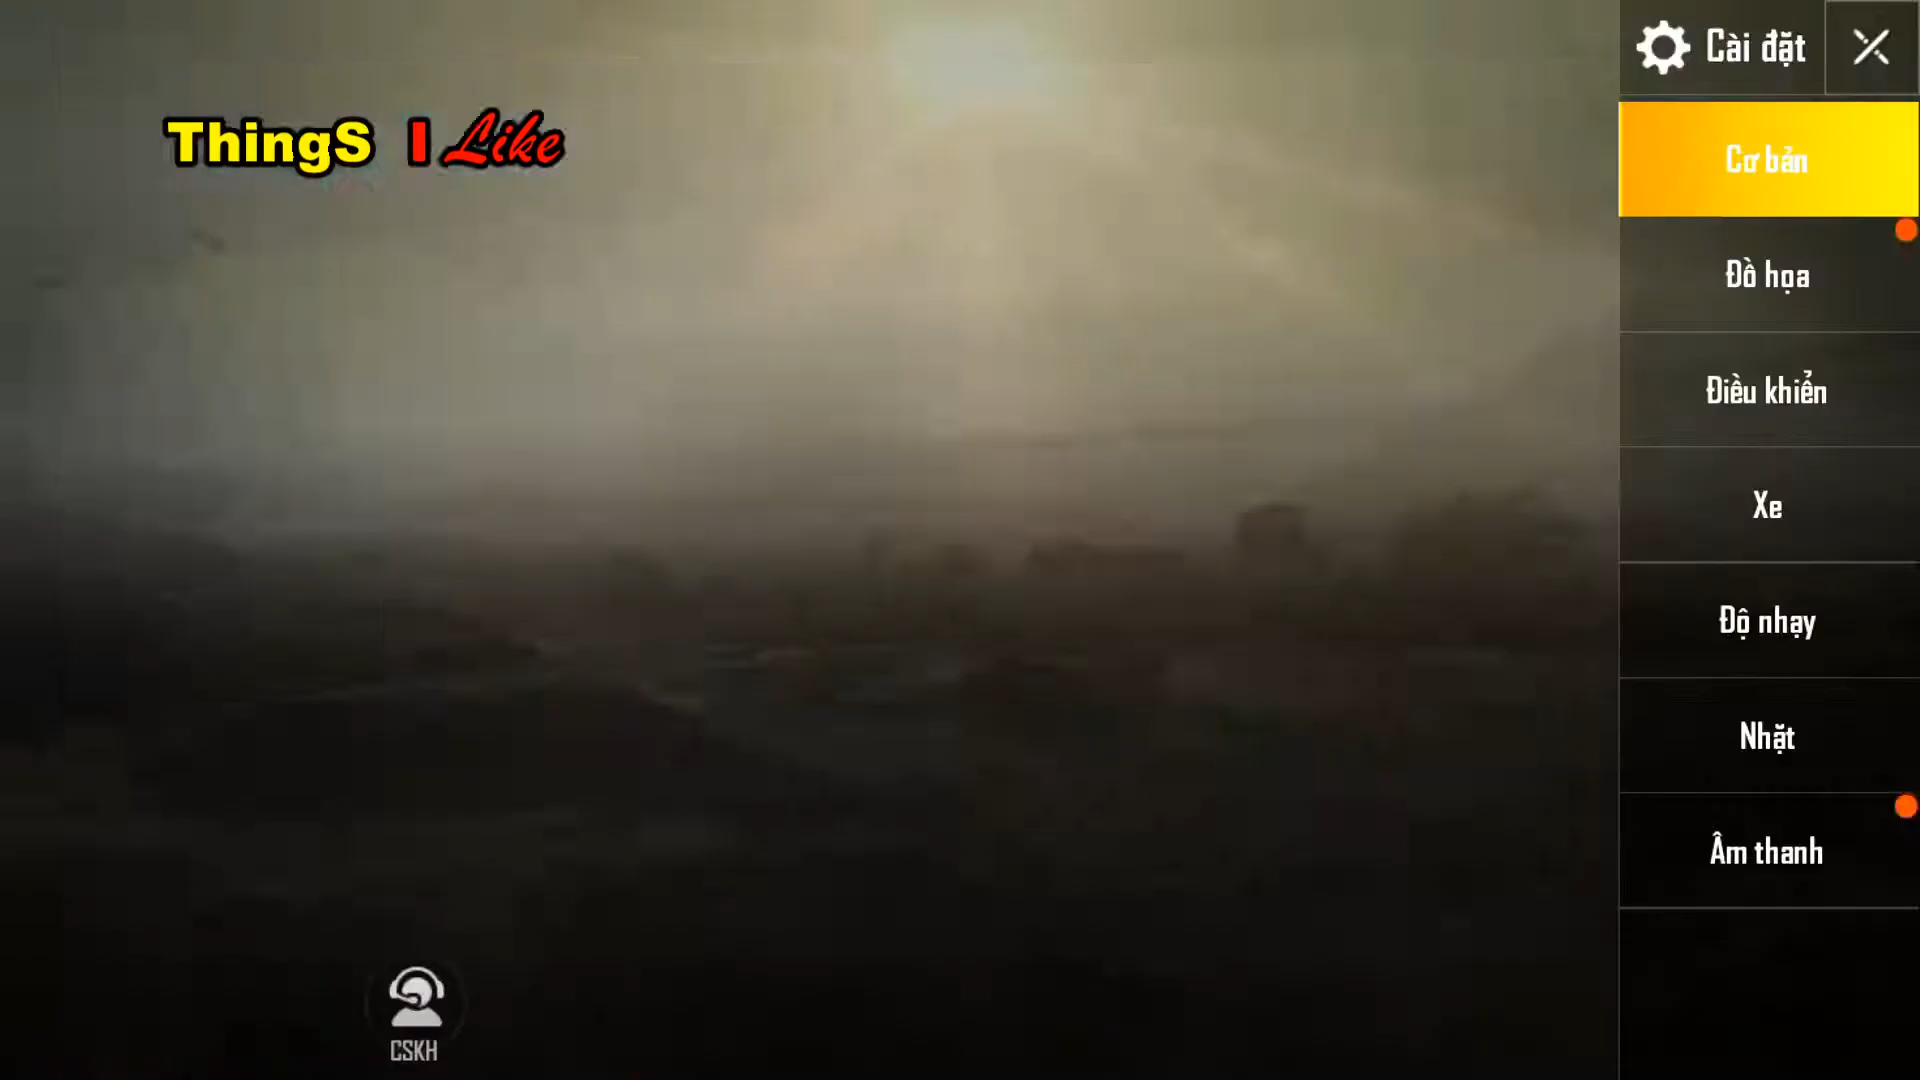 Cài đặt
ThingS I Like
Cơ bản
Đồ họa
Điều khiển
Xe
Độ nhạy
Nhặt
Âm thanh
CSKH